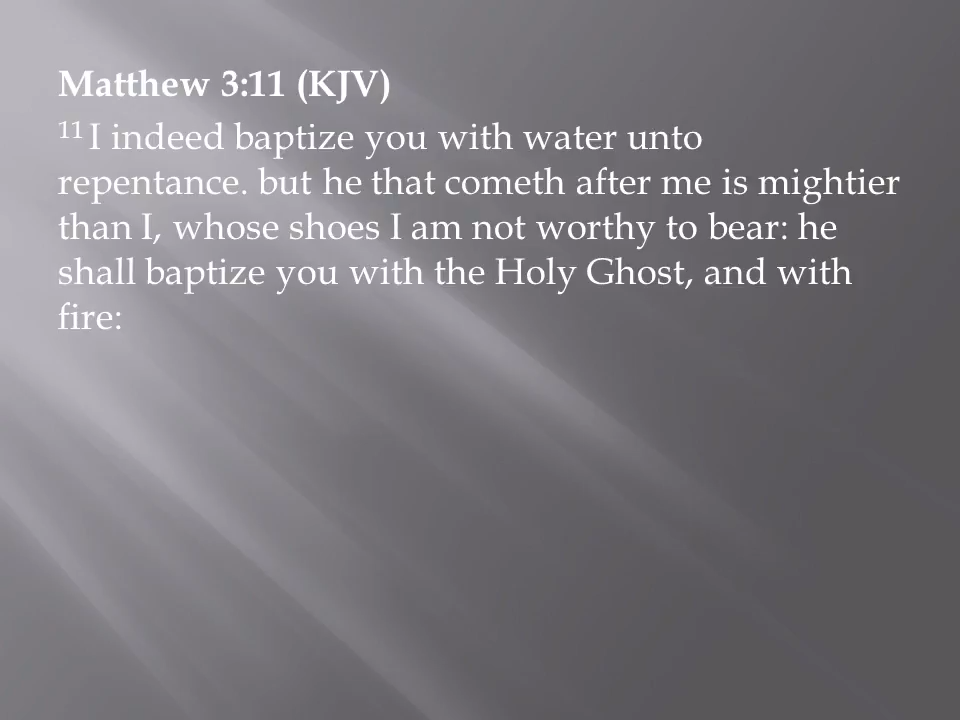 Matthew 3:11 (KJV)
11 I indeed baptize you with water unto
repentance. but he that cometh after me is mightier
than I, whose shoes I am not worthy to bear: he
shall baptize you with the Holy Ghost, and with
fire: